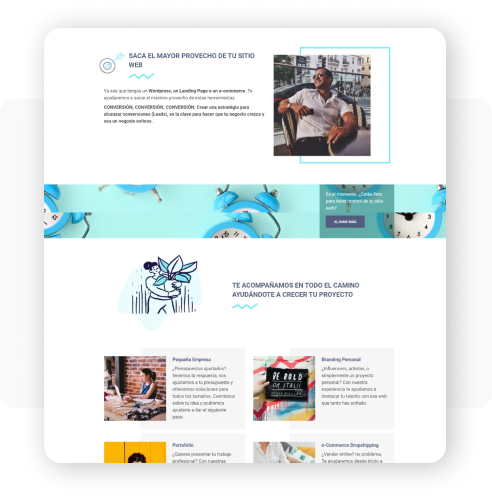 SACA EL MAYOR PROVECHO DE TU SITIO
WEB
Ya sea que tengas un Wordpress, un Landing Page o un e-commerce. Te
ayudaremos a sacar el máximo provecho de estas herramientas.
CONVERSIÓN, CONVERSIÓN, CONVERSIÓN. Crear una estrategia para
alcanzar conversiones (Leads), es la clave para hacer que tu negocio crezca y
sea un negocio exitoso.
Es el momento, ¿Estás listo
para tener control de tu sitio
web?
TE ACOMPAÑAMOS EN TODO EL CAMINO
AYUDÁNDOTE A CRECER TU PROYECTO
Pequeña Empresa
¿Presupuestos ajustados?
tenemos la respuesta, nos
ajustamos a tu presupuesto y
ofrecemos soluciones para
todos los tamaños. Cuéntanos
sobre tu idea y podremos
ayudarte a dar el siguiente
paso.
Branding Personal
¿Influencers, artistas, o
simplemente un proyecto
personal? Con nuestra
experiencia te ayudamos a
destacar tu talento con ese web
que tanto has soñado.
BE BOLD
OR ITALIC
Portafolio
¿Quieres presentar tu trabajo
profesional? Con nuestras
e-Commerce Dropshipping
¿Vender online? no problemo.
Te ayudaremos desde inicio a